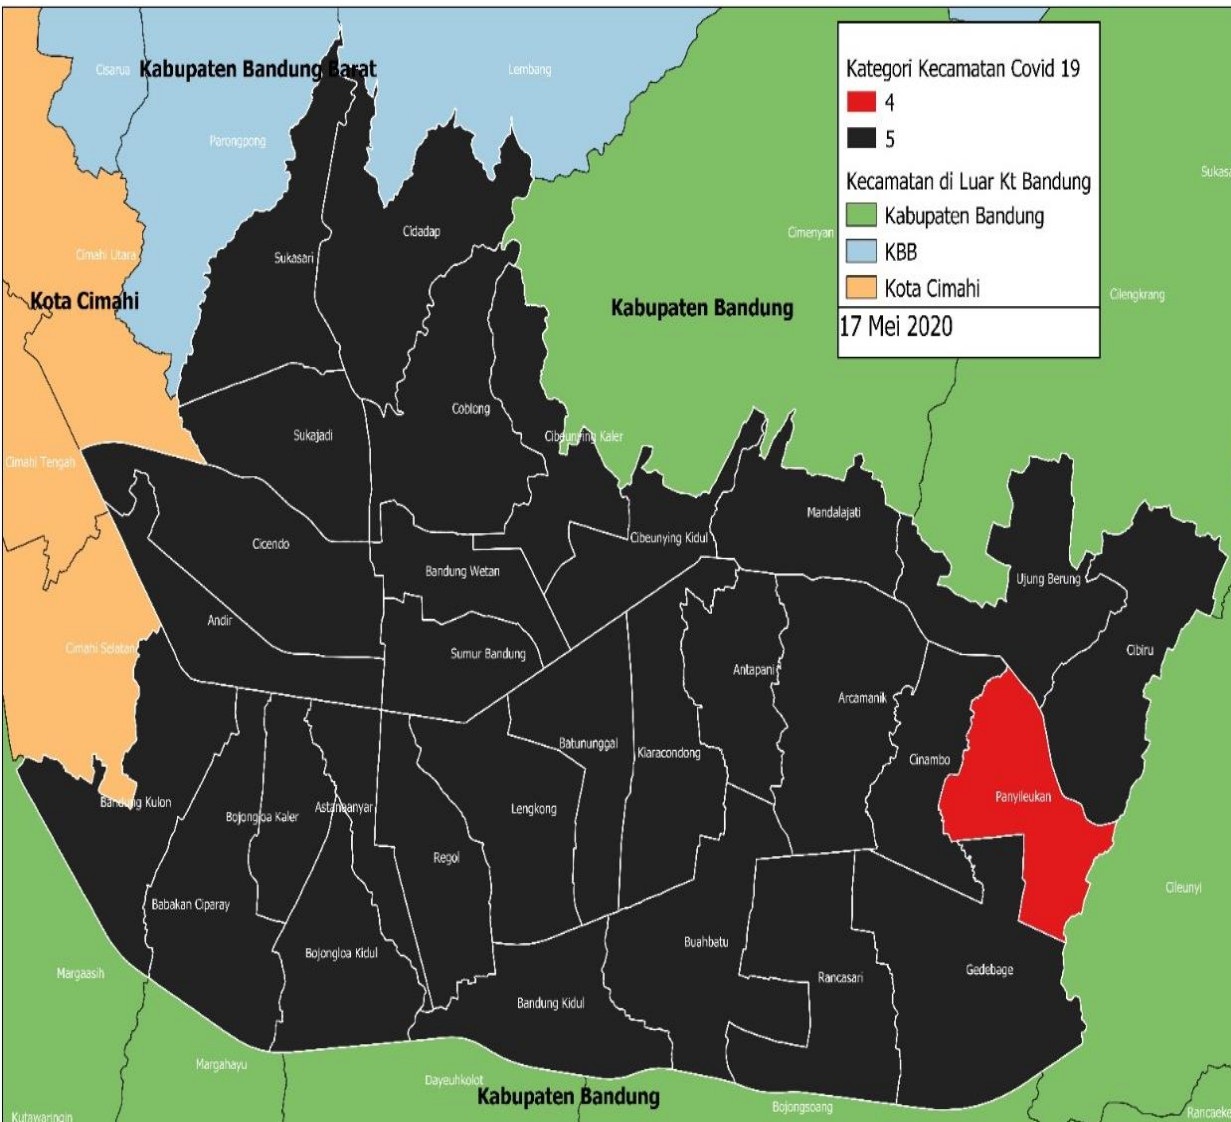 Cisarua
Kabupaten Bandung Barat
Lembang
Parongpong
Kategori Kecamatan Covid 19
4
5
Kecamatan di Luar Kt Bandung
Kabupaten Bandung
KBB
Kota Cimahi
17 Mei 2020
Cimenyan
Cilengkrang
Cidadap
Sukasari
Cimahi Utara
Kota Cimahi
Kabupaten Bandung
Coblong
Sukajadi
Cibeunying Kaler
Cimahi Tengah
Mandalajati
Cibeunying Kidul
Cicendo
Bandung Wetan
Ujung Berung
Andir
Cimahi Selatan
Sumur Bandung
Cibiru
Antapani
Arcamanik
Batununggal
Kiaracondong
Cinambo
Panyileukan
Bandung Kulon
Bojongloa Kaler
Astanaanyar
Lengkong
Regol
Cileunyi
Babakan Ciparay
Buahbatu
Bojongloa Kidul
Margaasih
Rancasari
Gedebage
Bandung Kidul
Margahayu
Dayeuhkolot
Kabupaten Bandung
Bojongsoang
Kutawaringin
Rancaeke
Sukasa